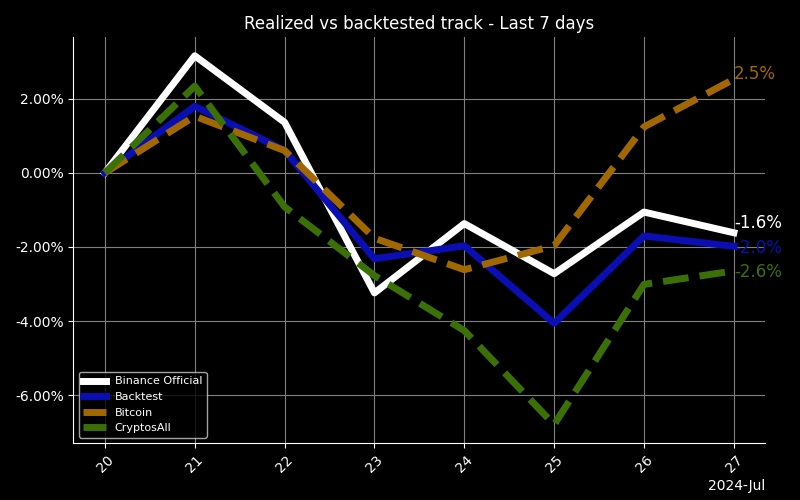 Realized vs backtested track - Last 7 days
2.00%
0.00%
-2.00%
-4.00%
-6.00%
2.5%
-1.6%
-2.0%
-2.6%
Binance Official
Backtest
Bitcoin
CryptosAll
20 21 22 23 24 25 26 27
2024-Jul